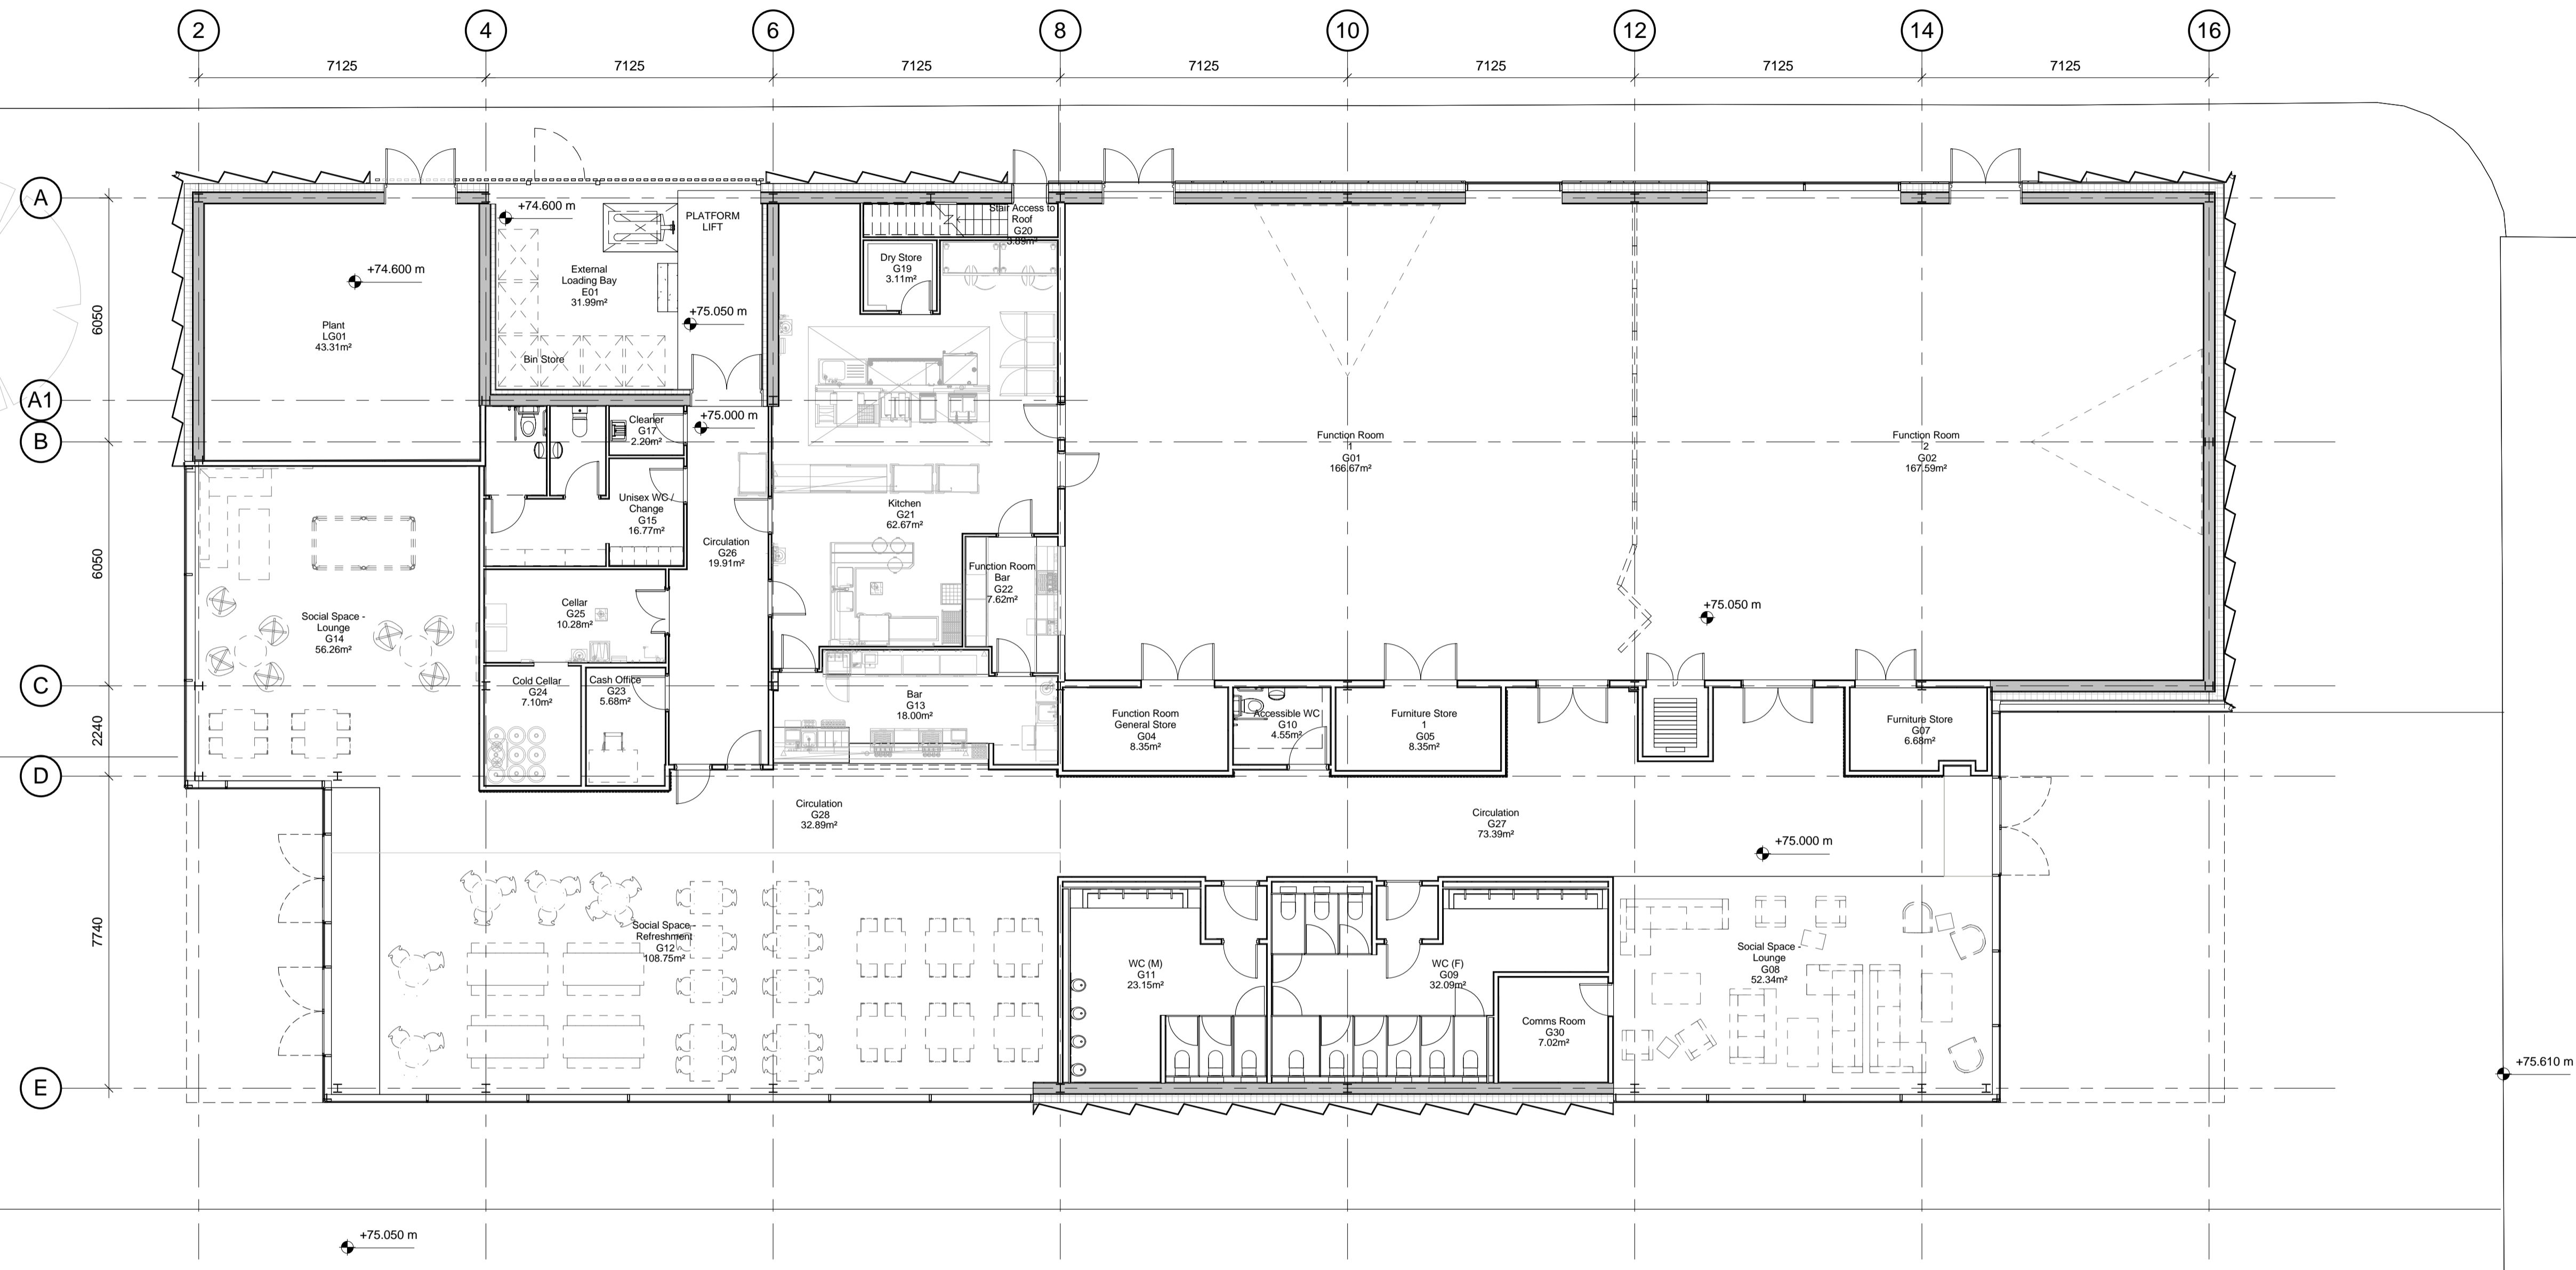 2
4
6
8
10
12
14
16
7125
7125
7125
7125
7125
7125
7125
A
A1
B
C
D
E
6050
6050
2240
7740
+74.600 m
Plant
LG01
43.31m²
+74.600 m
External
Loading Bay
E01
31.99m²
Bin Store
PLATFORM
LIFT
+75.050 m
+75.000 m
Stair Access to
Roof
G20
3.89m²
Dry Store
G19
3.11m²
Cleaner
G17
2.20m²
Unisex WC /
Change
G15
16.77m²
Circulation
G26
19.91m²
Kitchen
G21
62.67m²
Function Room
Bar
G22
7.62m²
Function Room
1
G01
166.67m²
Function Room
2
G02
167.59m²
+75.050 m
Social Space -
Lounge
G14
56.26m²
Cellar
G25
10.28m²
Cold Cellar
G24
7.10m²
Cash Office
G23
5.68m²
Bar
G13
18.00m²
Function Room
General Store
G04
8.35m²
Accessible WC
G10
4.55m²
Furniture Store
1
G05
8.35m²
Furniture Store
G07
6.68m²
Circulation
G28
32.89m²
Circulation
G27
73.39m²
+75.000 m
Social Space -
Refreshment
G12
108.75m²
WC (M)
G11
23.15m²
WC (F)
G09
32.09m²
Comms Room
G30
7.02m²
Social Space -
Lounge
G08
52.34m²
+75.610 m
+75.050 m